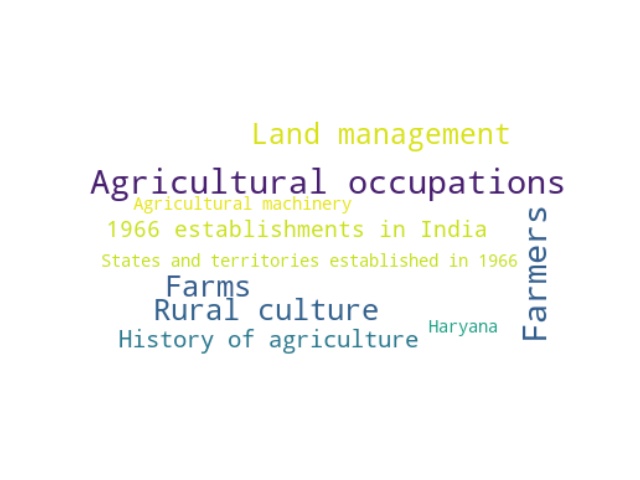 Land management
Agricultural occupations
Agricultural machinery
1966 establishments in India
States and territories established in 1966
Farms
Rural culture
Haryana
History of agriculture
Farmers